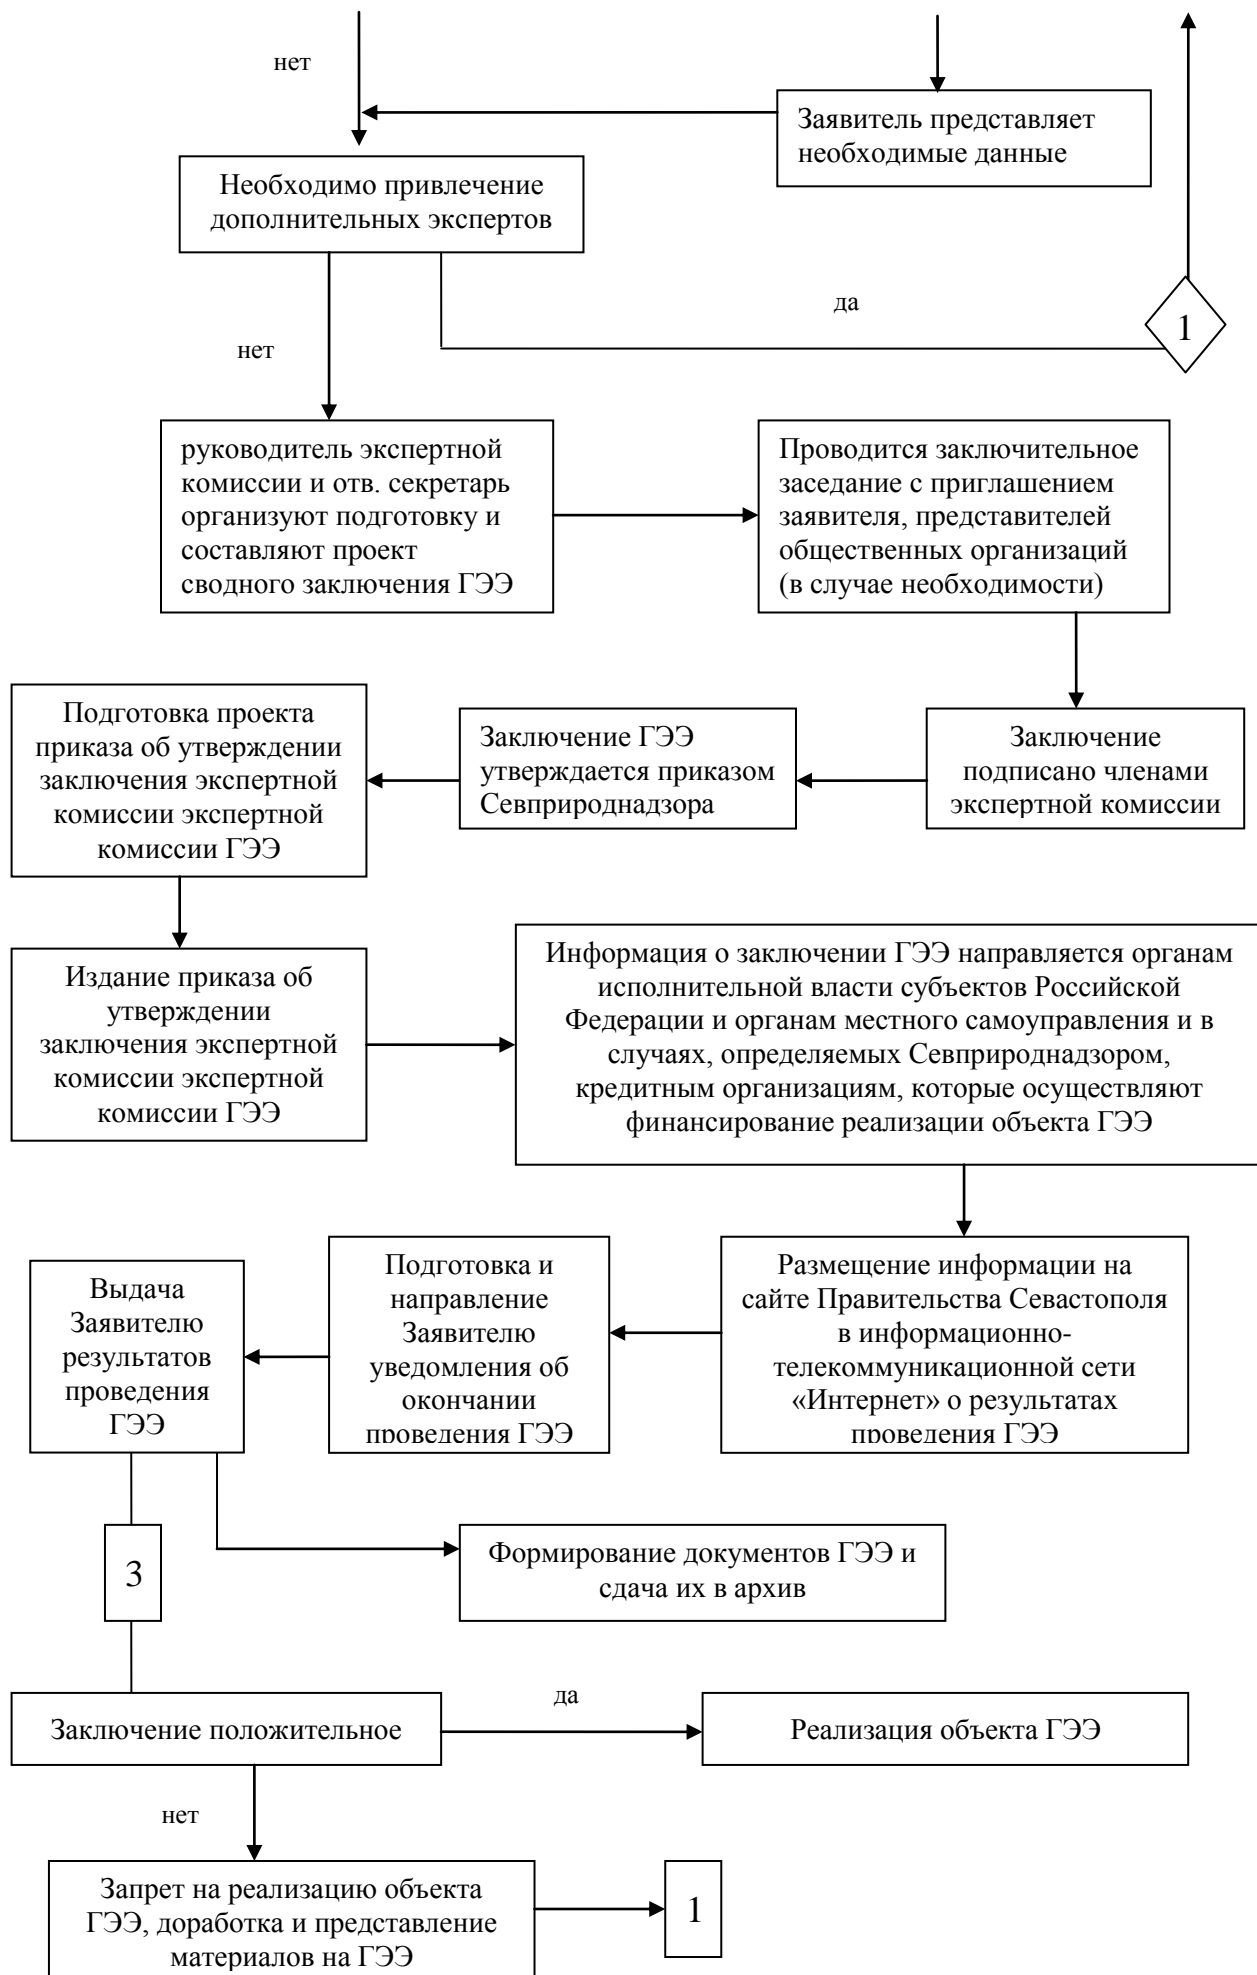 нет
Заявитель представляет
необходимые данные
Необходимо привлечение
дополнительных экспертов
да
1
нет
руководитель экспертной
комиссии и отв. секретарь
организуют подготовку и
составляют проект
сводного заключения ГЭЭ
Проводится заключительное
заседание с приглашением
заявителя, представителей
общественных организаций
(в случае необходимости)
Подготовка проекта
приказа об утверждении
заключения экспертной
комиссии экспертной
комиссии ГЭЭ
Заключение ГЭЭ
утверждается приказом
Севприроднадзора
Заключение
подписано членами
экспертной комиссии
Издание приказа об
утверждении
заключения экспертной
комиссии экспертной
комиссии ГЭЭ
Информация о заключении ГЭЭ направляется органам
исполнительной власти субъектов Российской
Федерации и органам местного самоуправления и в
случаях, определяемых Севприроднадзором,
кредитным организациям, которые осуществляют
финансирование реализации объекта ГЭЭ
Выдача
Заявителю
результатов
проведения
ГЭЭ
Подготовка и
направление
Заявителю
уведомления об
окончании
проведения ГЭЭ
Размещение информации на
сайте Правительства Севастополя
в информационно-
телекоммуникационной сети
«Интернет» о результатах
проведения ГЭЭ
3
Формирование документов ГЭЭ и
сдача их в архив
Заключение положительное
да
Реализация объекта ГЭЭ
нет
Запрет на реализацию объекта
ГЭЭ, доработка и представление
материалов на ГЭЭ
1